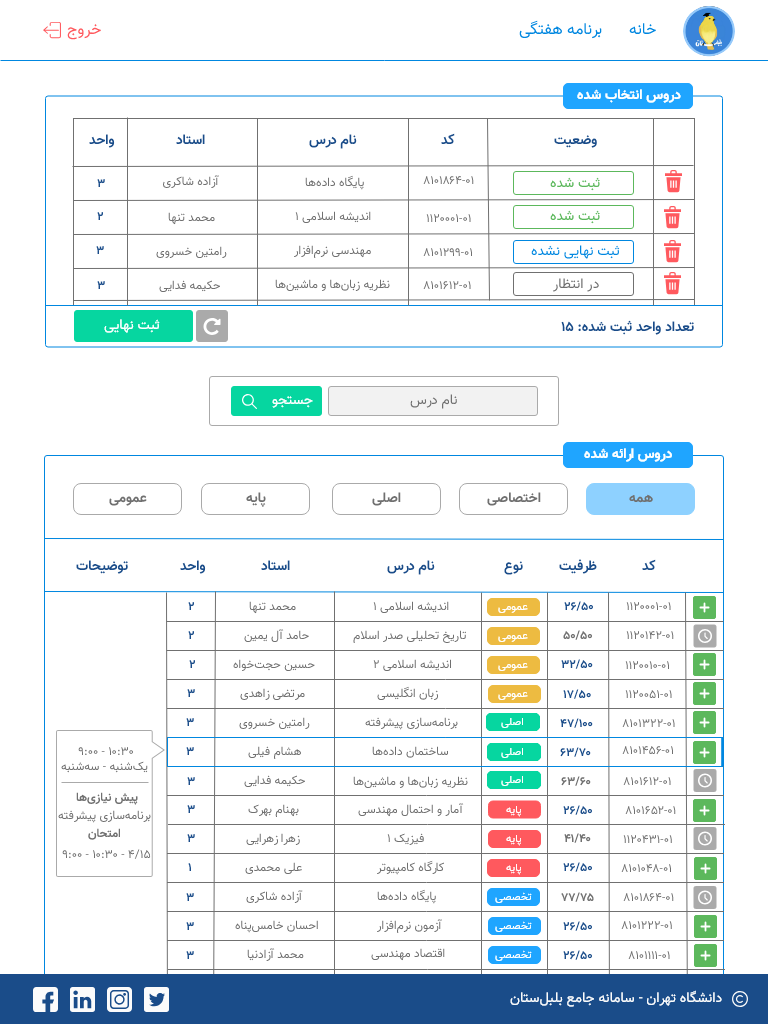 خانه
برنامه هفتگی
خروج
دروس انتخاب شده
وضعیت کد نام درس استاد واحد
ثبت شده ۸۱۰۱۸۶۴-۰۱ پایگاه داده‌ها آزاده شاکری ۳
ثبت شده ۱۱۲۰۰۰۱-۰۱ اندیشه اسلامی ۱ محمد تنها ۲
ثبت نهایی نشده ۸۱۰۱۲۹۹-۰۱ مهندسی نرم‌افزار رامتین خسروی ۳
در انتظار ۸۱۰۱۶۱۲-۰۱ نظریه زبان‌ها و ماشین‌ها حکیمه فدایی ۳
تعداد واحد ثبت شده: ۱۵
ثبت نهایی
نام درس
جستجو
دروس ارائه شده
همه اختصاصی اصلی پایه عمومی
کد ظرفیت نوع نام درس استاد واحد توضیحات
۱۱۲۰۰۰۱-۰۱ ۲۶/۵۰ عمومی اندیشه اسلامی ۱ محمد تنها ۲
۱۱۲۰۱۴۲-۰۱ ۵۰/۵۰ عمومی تاریخ تحلیلی صدر اسلام حامد آل یمین ۲
۱۱۲۰۰۱۰-۰۱ ۳۲/۵۰ عمومی اندیشه اسلامی ۲ حسین حجت‌خواه ۲
۱۱۲۰۰۵۱-۰۱ ۱۷/۵۰ عمومی زبان انگلیسی مرتضی زاهدی ۳
۸۱۰۱۳۲۲-۰۱ ۴۷/۱۰۰ اصلی برنامه‌سازی پیشرفته رامتین خسروی ۳
۸۱۰۱۴۵۶-۰۱ ۶۳/۷۰ اصلی ساختمان داده‌ها هشام فیلی ۳
۸۱۰۱۶۱۲-۰۱ ۶۳/۶۰ اصلی نظریه زبان‌ها و ماشین‌ها حکیمه فدایی ۳
۸۱۰۱۶۵۲-۰۱ ۲۶/۵۰ پایه آمار و احتمال مهندسی بهنام بهرک ۳
۱۱۲۰۴۳۱-۰۱ ۴۱/۴۰ پایه فیزیک ۱ زهرا زهرایی ۳
۸۱۰۱۰۴۸-۰۱ ۲۶/۵۰ پایه کارگاه کامپیوتر علی محمدی ۱
۸۱۰۱۸۶۴-۰۱ ۷۷/۷۵ تخصصی پایگاه داده‌ها آزاده شاکری ۳
۸۱۰۱۲۲۲-۰۱ ۲۶/۵۰ تخصصی آزمون نرم‌افزار احسان خامس‌پناه ۳
۸۱۰۱۱۱۱-۰۱ ۲۶/۵۰ تخصصی اقتصاد مهندسی محمد آزادنیا ۳
۹:۰۰ - ۱۰:۳۰
یک‌شنبه - سه‌شنبه
پیش نیازی‌ها
برنامه‌سازی پیشرفته
امتحان
۴/۱۵ - ۱۰:۳۰ - ۹:۰۰
© دانشگاه تهران - سامانه جامع بلبل‌ستان